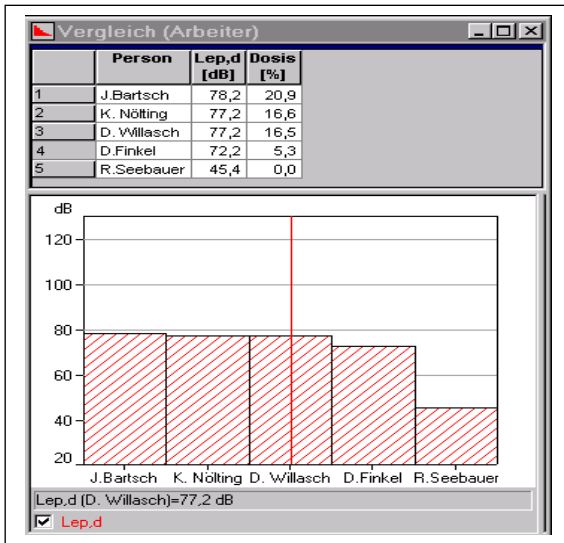 Vergleich (Arbeiter)
Person Lep,d [dB] Dosis [%]
1 J.Bartsch 78,2 20,9
2 K. Nölting 77,2 16,6
3 D. Willasch 77,2 16,5
4 D.Finkel 72,2 5,3
5 R.Seebauer 45,4 0,0
dB
120
100
80
60
40
20
J.Bartsch K. Nölting D. Willasch D.Finkel R.Seebauer
Lep,d (D. Willasch)=77,2 dB
Lep,d